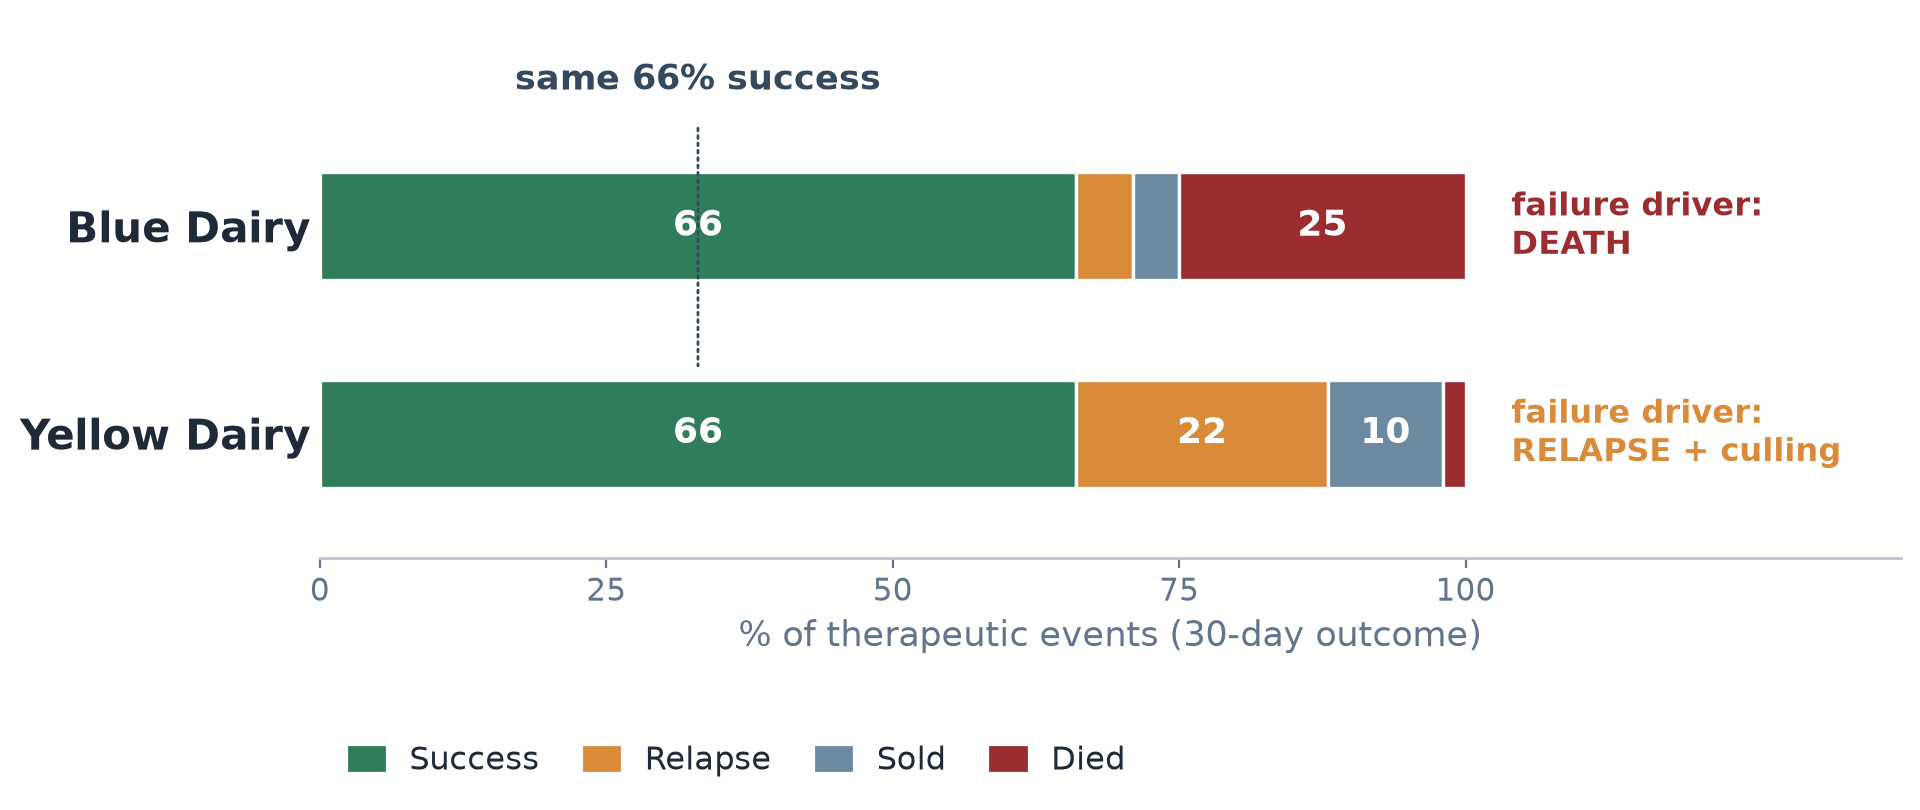 same 66% success
Blue Dairy
66
25
failure driver:
DEATH
Yellow Dairy
66
22
10
failure driver:
RELAPSE + culling
0 25 50 75 100
% of therapeutic events (30-day outcome)
Success Relapse Sold Died